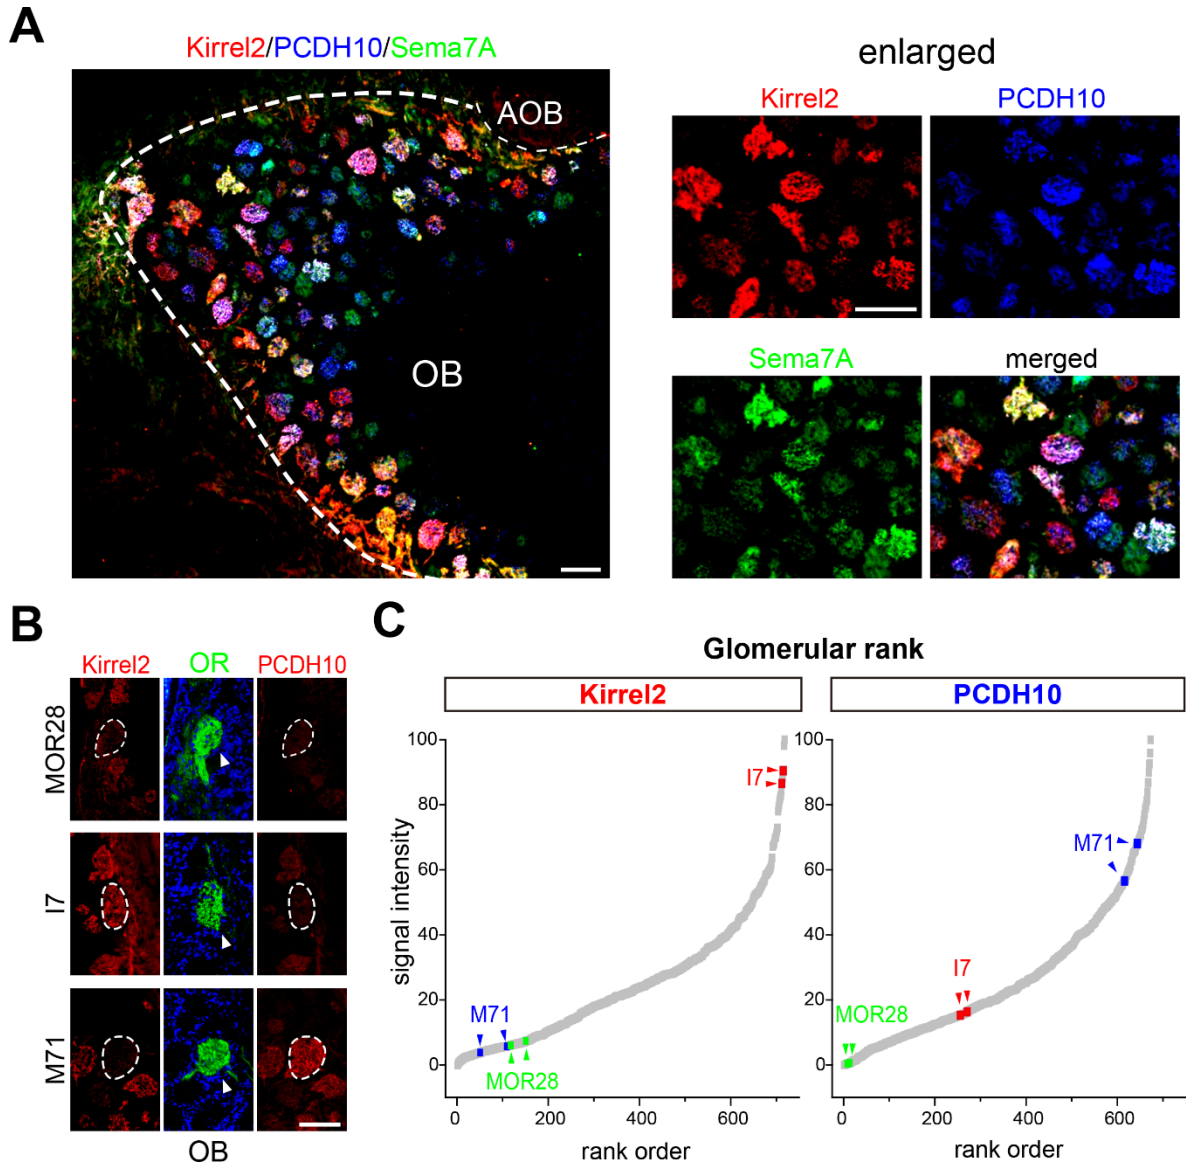 A
Kirrel2/PCDH10/Sema7A
AOB
OB
enlarged
Kirrel2
PCDH10
Sema7A
merged
B
Kirrel2
OR
PCDH10
MOR28
I7
M71
OB
C
Glomerular rank
Kirrel2
PCDH10
signal intensity
100
80
60
40
20
0
I7
M71
MOR28
0
200
400
600
rank order
100
80
60
40
20
0
M71
I7
MOR28
0
200
400
600
rank order